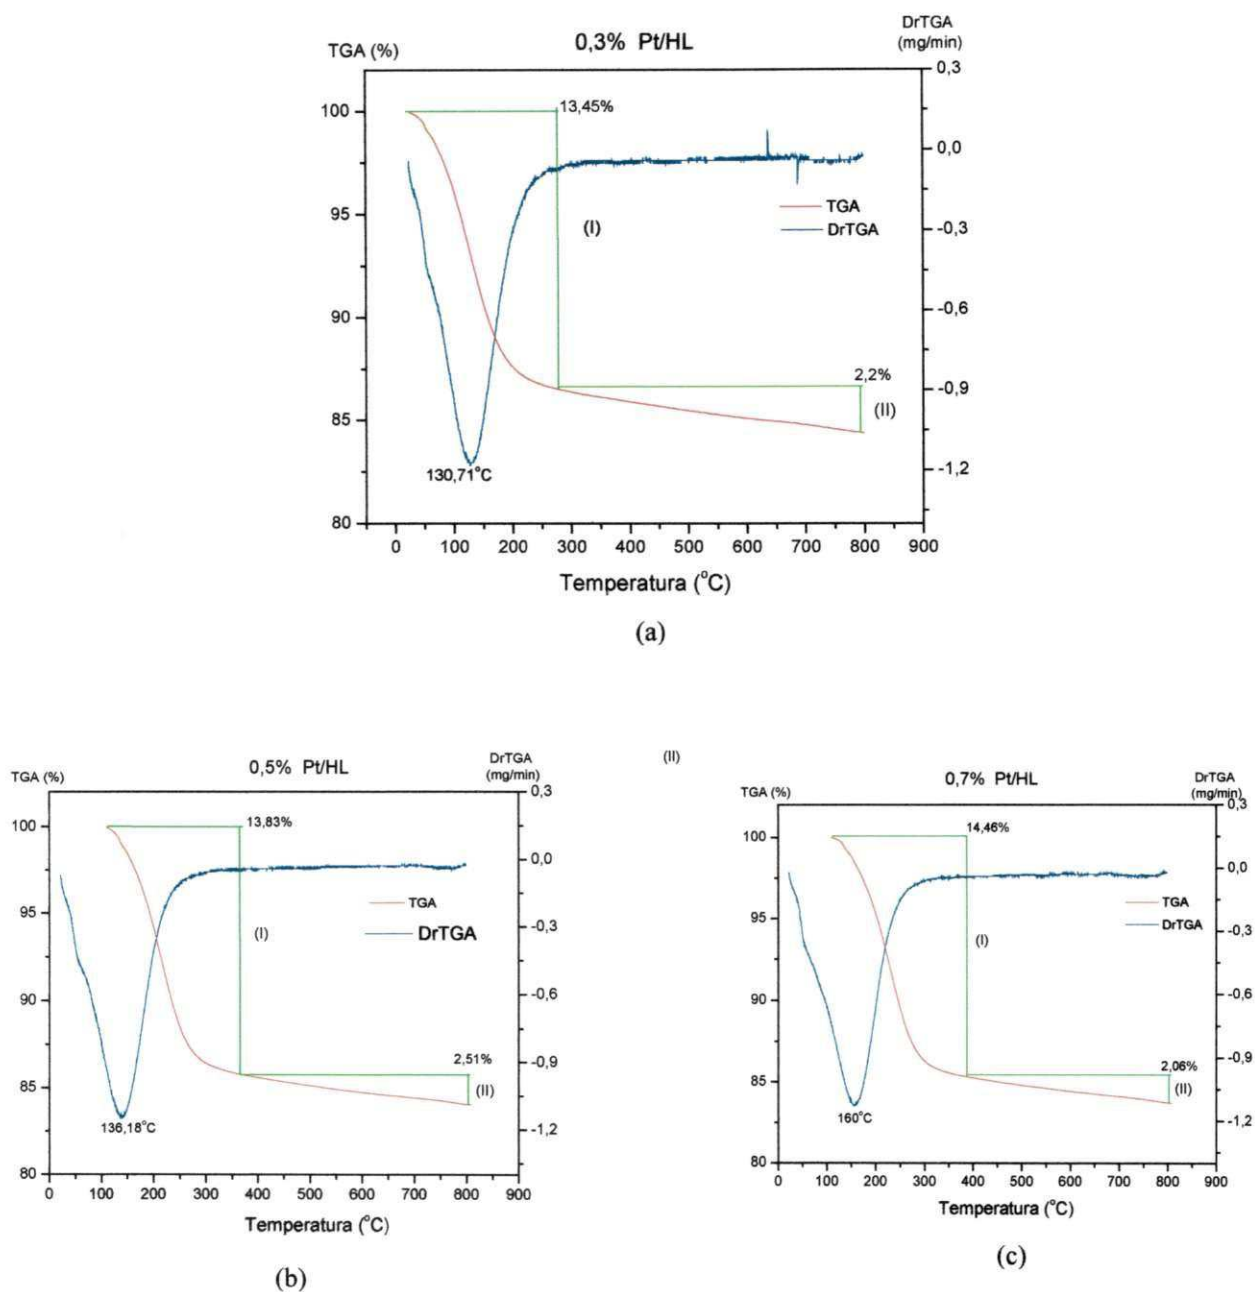 0,3% Pt/HL
TGA (%)
DrTGA
(mg/min)
13,45%
(I)
TGA
DrTGA
2,2%
(II)
130,71°C
100
95
90
85
80
0,3
0,0
-0,3
-0,6
-0,9
-1,2
0 100 200 300 400 500 600 700 800 900
Temperatura (°C)
(a)
(II)
0,5% Pt/HL
TGA (%)
DrTGA
(mg/min)
13,83%
(I)
TGA
DrTGA
2,51%
(II)
136,18°C
100
95
90
85
80
0,3
0,0
-0,3
-0,6
-0,9
-1,2
0 100 200 300 400 500 600 700 800 900
Temperatura (°C)
(b)
0,7% Pt/HL
TGA (%)
DrTGA
(mg/min)
14,46%
(I)
TGA
DrTGA
2,06%
(II)
160°C
100
95
90
85
80
0,3
0,0
-0,3
-0,6
-0,9
-1,2
0 100 200 300 400 500 600 700 800 900
Temperatura (°C)
(c)